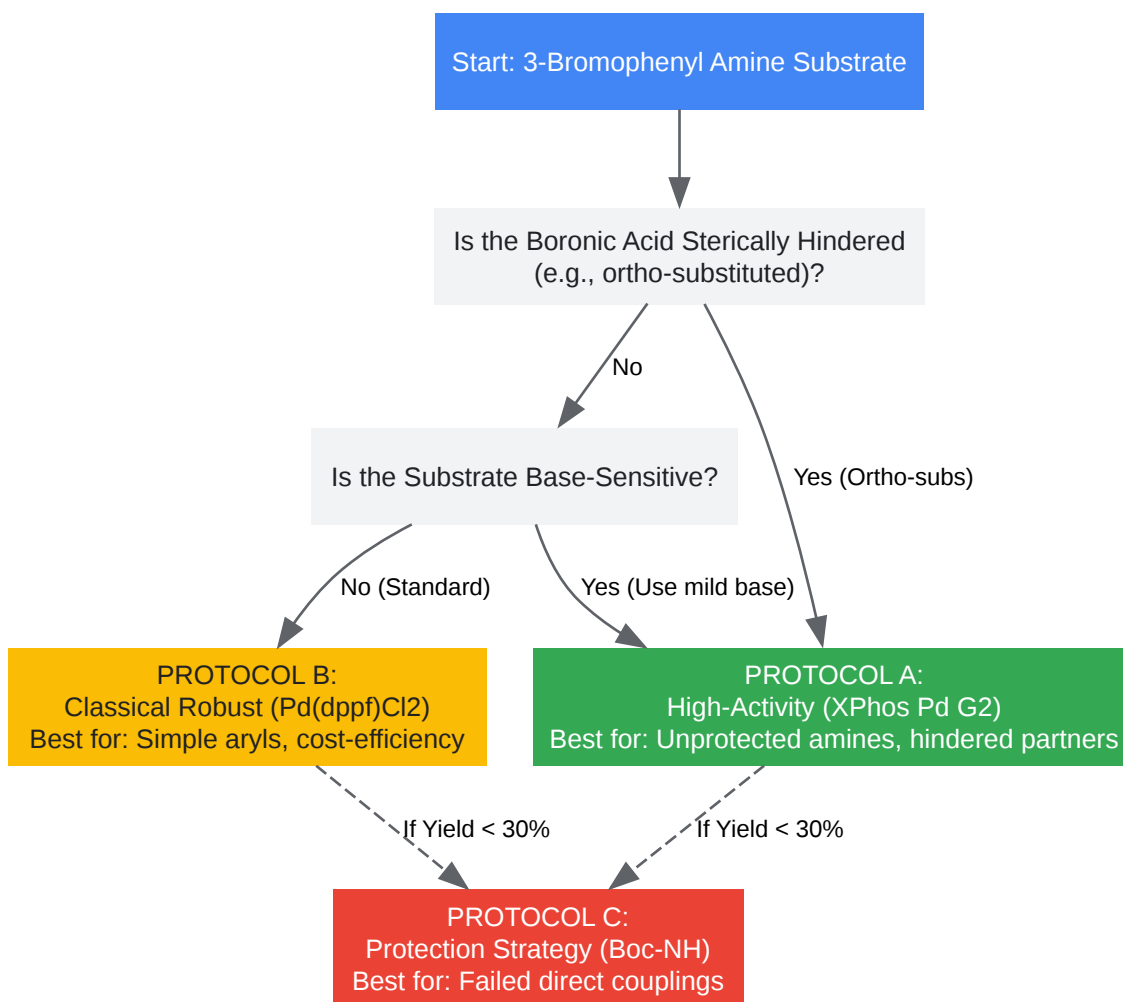 Start: 3-Bromophenyl Amine Substrate
Is the Boronic Acid Sterically Hindered
(e.g., ortho-substituted)?
No
Is the Substrate Base-Sensitive?
Yes (Ortho-subs)
No (Standard)
Yes (Use mild base)
PROTOCOL B:
Classical Robust (Pd(dppf)Cl2)
Best for: Simple aryls, cost-efficiency
PROTOCOL A:
High-Activity (XPhos Pd G2)
Best for: Unprotected amines, hindered partners
If Yield < 30%
If Yield < 30%
PROTOCOL C:
Protection Strategy (Boc-NH)
Best for: Failed direct couplings